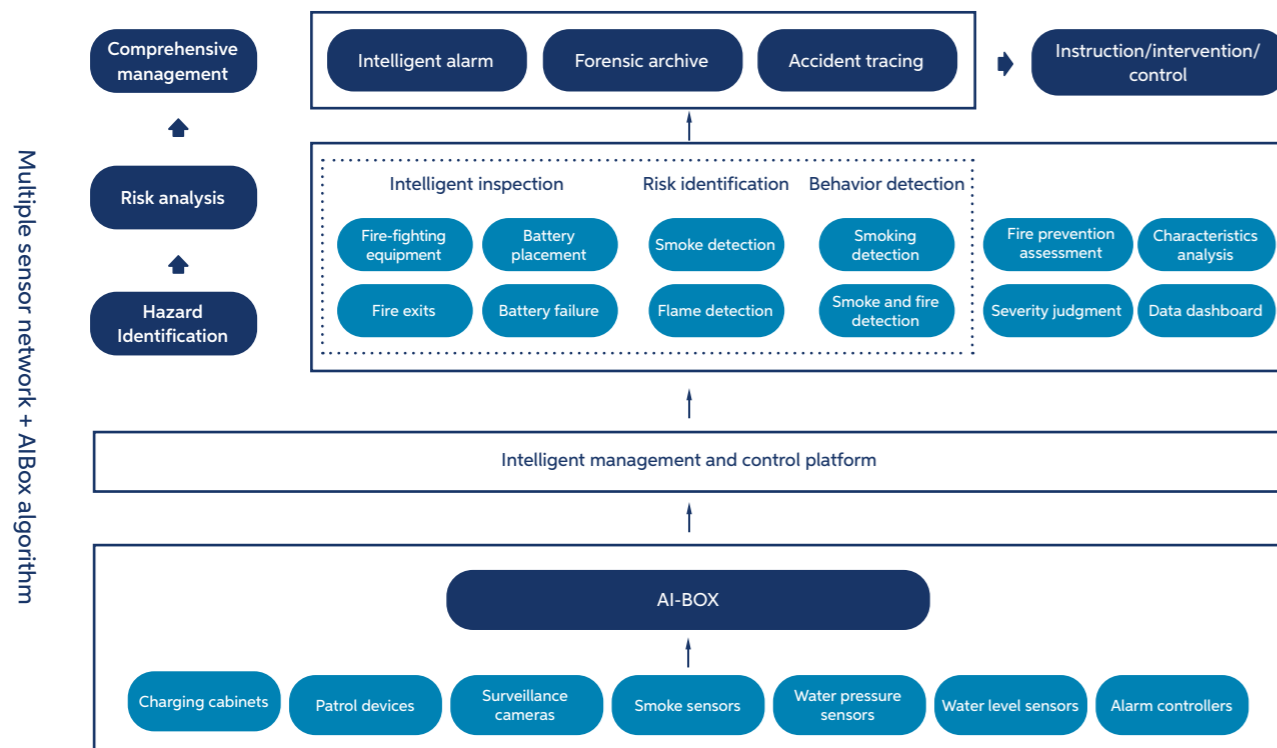 Multiple sensor network + AIBox algorithm
Comprehensive
management
Risk analysis
Hazard
Identification
Intelligent alarm
Forensic archive
Accident tracing
Instruction/intervention/
control
Intelligent inspection
Risk identification
Behavior detection
Fire-fighting
equipment
Battery
placement
Smoke detection
Smoking
detection
Fire prevention
assessment
Characteristics
analysis
Fire exits
Battery failure
Flame detection
Smoke and fire
detection
Severity judgment
Data dashboard
Intelligent management and control platform
AI-BOX
Charging cabinets
Patrol devices
Surveillance
cameras
Smoke sensors
Water pressure
sensors
Water level sensors
Alarm controllers